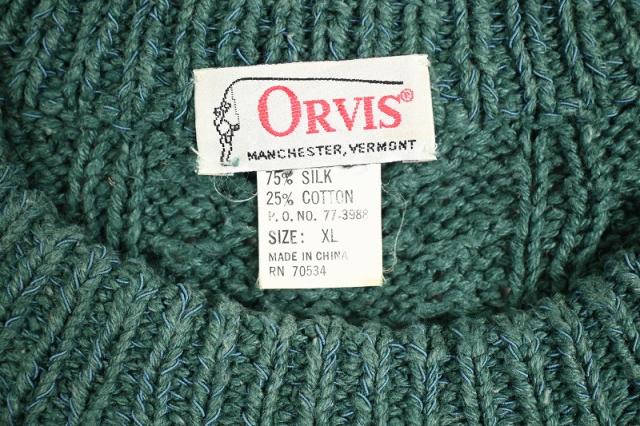 ORVIS®
MANCHESTER, VERMONT
75% SILK
25% COTTON
P.O. NO. 77-3988
SIZE: XL
MADE IN CHINA
RN 70534